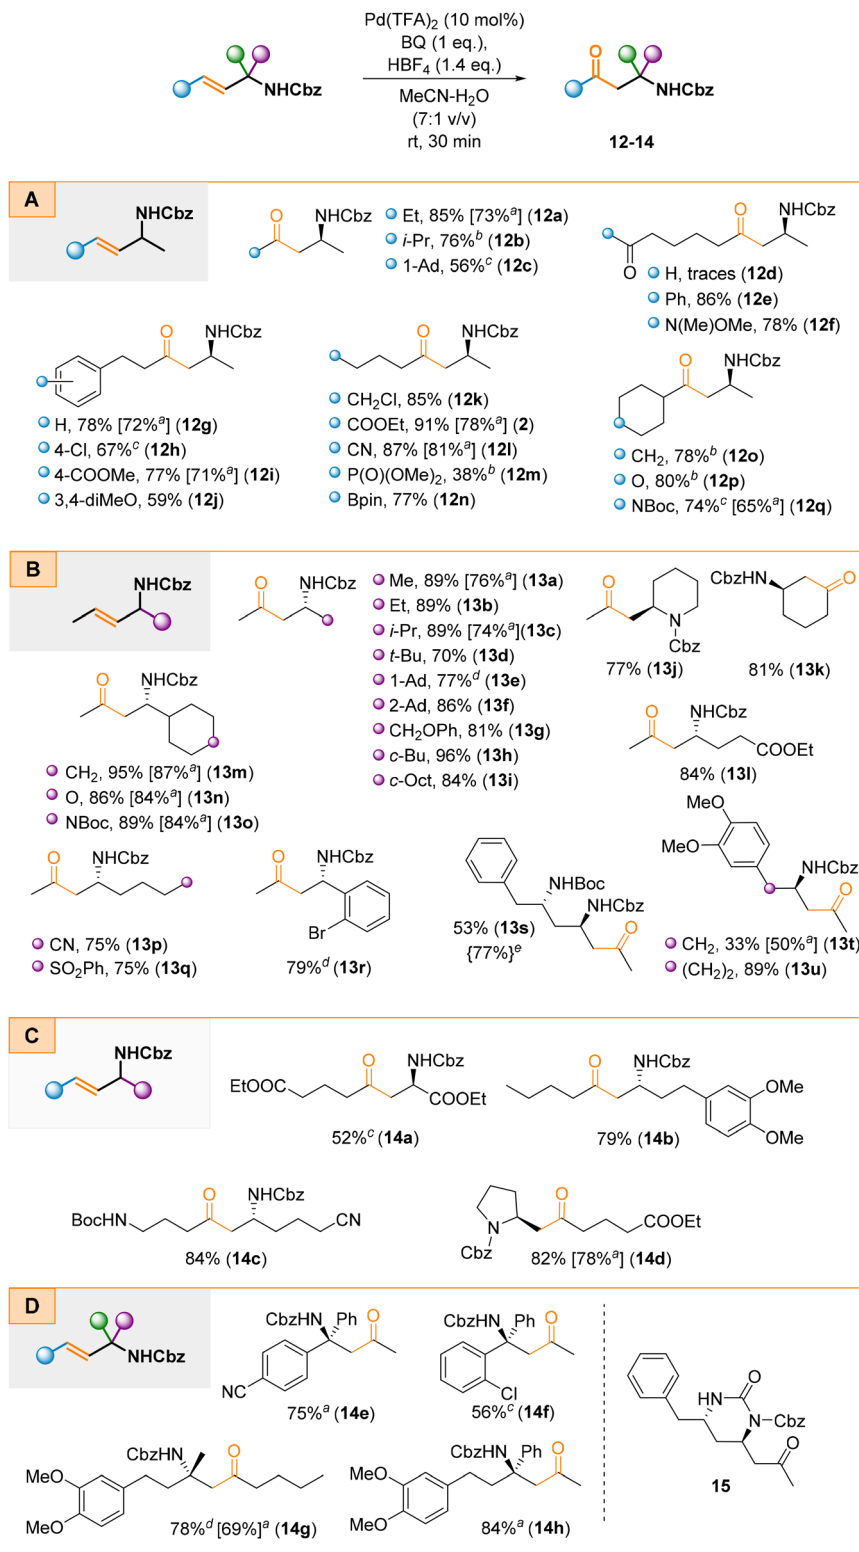 Pd(TFA)2 (10 mol%)
BQ (1 eq.),
HBF4 (1.4 eq.)
NHCbz
O
NHCbz
MeCN-H2O
(7:1 v/v)
rt, 30 min
12-14
A
NHCbz
O NHCbz
Et, 85% [73%a] (12a)
i-Pr, 76%b (12b)
1-Ad, 56%c (12c)
O NHCbz
O
H, traces (12d)
Ph, 86% (12e)
N(Me)OMe, 78% (12f)
O NHCbz
H, 78% [72%a] (12g)
4-Cl, 67%c (12h)
4-COOMe, 77% [71%a] (12i)
3,4-diMeO, 59% (12j)
O NHCbz
CH2Cl, 85% (12k)
COOEt, 91% [78%a] (2)
CN, 87% [81%a] (12l)
P(O)(OMe)2, 38%b (12m)
Bpin, 77% (12n)
O NHCbz
CH2, 78%b (12o)
O, 80%b (12p)
NBoc, 74%c [65%a] (12q)
B
NHCbz
O NHCbz
Me, 89% [76%a] (13a)
Et, 89% (13b)
i-Pr, 89% [74%a](13c)
t-Bu, 70% (13d)
1-Ad, 77%d (13e)
2-Ad, 86% (13f)
CH2OPh, 81% (13g)
c-Bu, 96% (13h)
c-Oct, 84% (13i)
O
N
Cbz
77% (13j)
CbzHN O
81% (13k)
O NHCbz
CH2, 95% [87%a] (13m)
O, 86% [84%a] (13n)
NBoc, 89% [84%a] (13o)
O NHCbz
COOEt
84% (13l)
O NHCbz
CN, 75% (13p)
SO2Ph, 75% (13q)
O NHCbz
Br
79%d (13r)
NHBoc
NHCbz
O
53% (13s)
{77%}e
MeO
MeO
NHCbz
O
CH2, 33% [50%a] (13t)
(CH2)2, 89% (13u)
C
NHCbz
O NHCbz
EtOOC COOEt
52%c (14a)
O NHCbz
OMe
OMe
79% (14b)
O NHCbz
BocHN CN
84% (14c)
N
Cbz
O
COOEt
82% [78%a] (14d)
D
NHCbz
CbzHN Ph O
NC
75%a (14e)
CbzHN Ph O
Cl
56%c (14f)
CbzHN O
MeO
MeO
78%d [69%]a (14g)
CbzHN Ph O
MeO
MeO
84%a (14h)
HN O
N Cbz
O
15